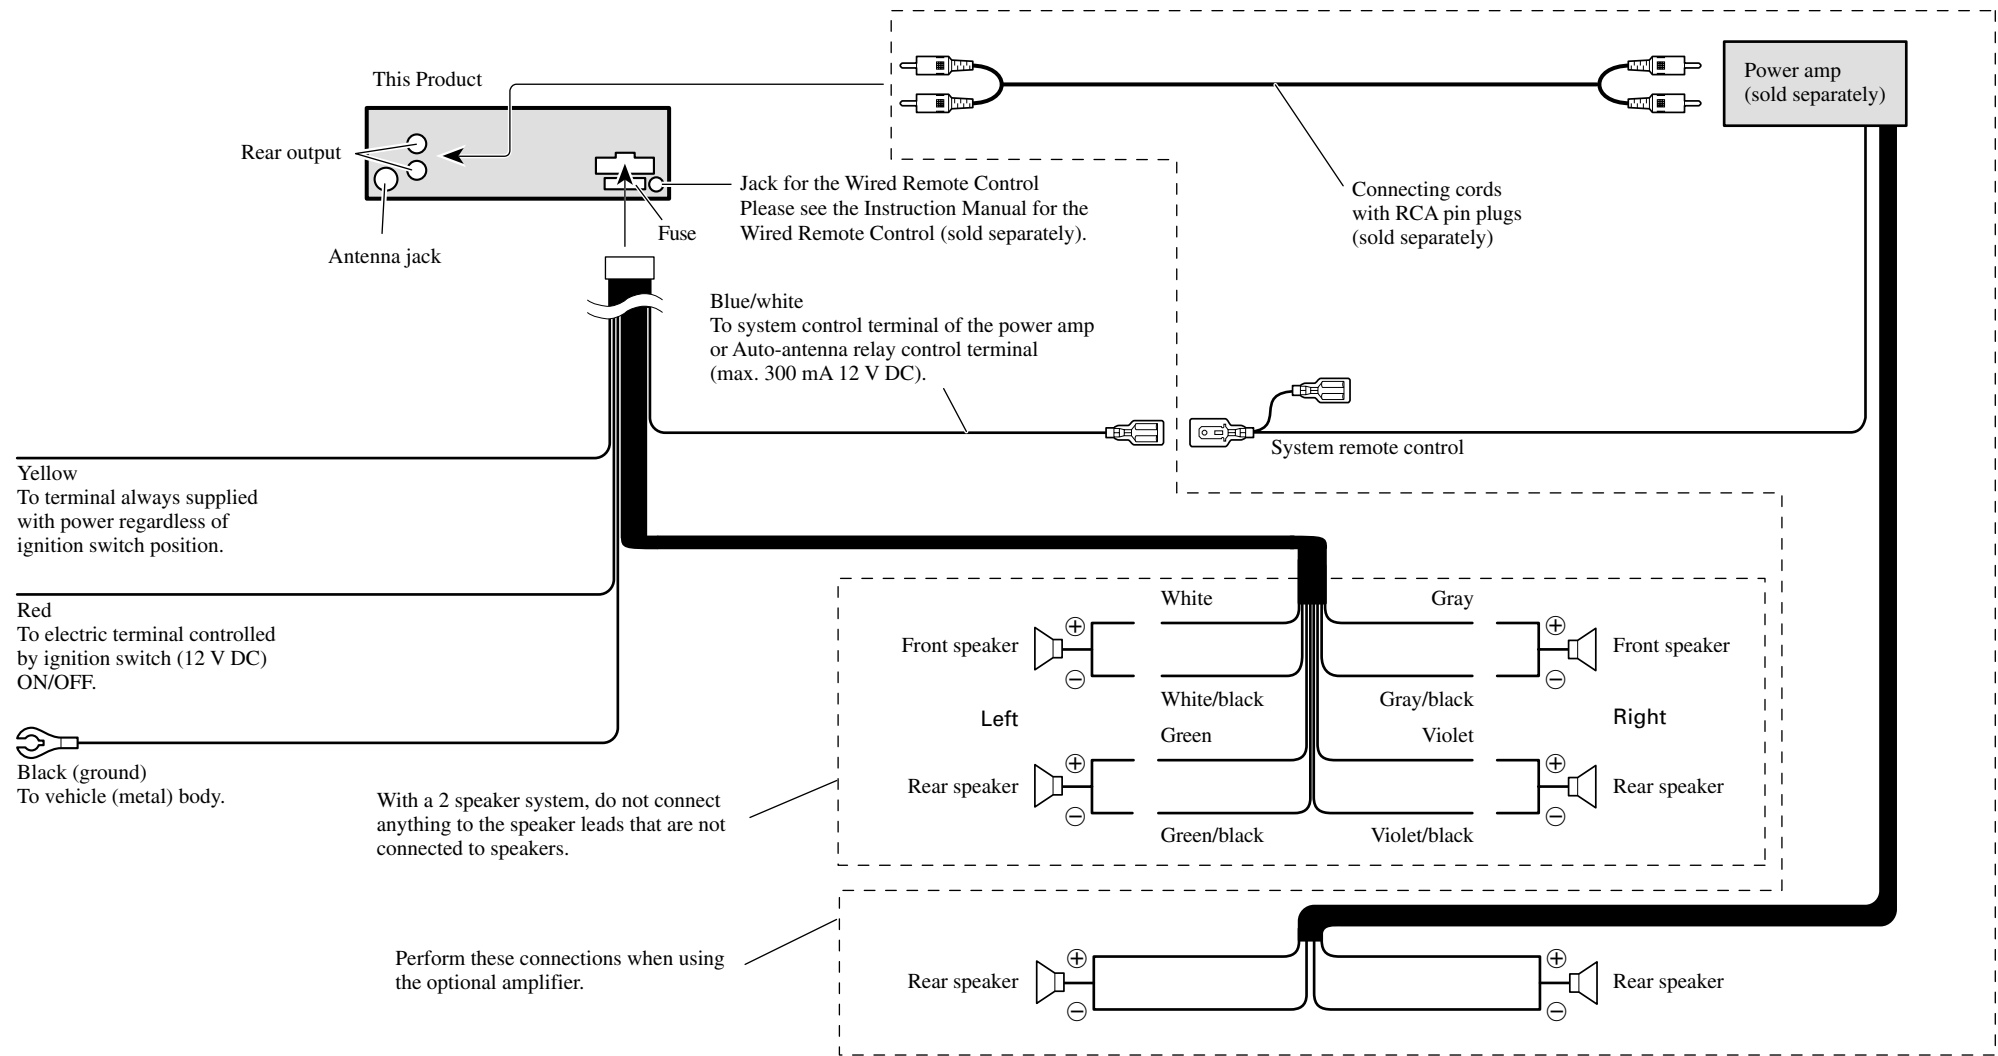 This Product
Rear output
Antenna jack
Fuse
Jack for the Wired Remote Control
Please see the Instruction Manual for the
Wired Remote Control (sold separately).
Power amp
(sold separately)
Connecting cords
with RCA pin plugs
(sold separately)
Blue/white
To system control terminal of the power amp
or Auto-antenna relay control terminal
(max. 300 mA 12 V DC).
System remote control
Yellow
To terminal always supplied
with power regardless of
ignition switch position.
Red
To electric terminal controlled
by ignition switch (12 V DC)
ON/OFF.
Black (ground)
To vehicle (metal) body.
White
Gray
Front speaker
+
+
Front speaker
−
−
White/black
Gray/black
Left
Right
Green
Violet
Rear speaker
+
+
Rear speaker
−
−
Green/black
Violet/black
With a 2 speaker system, do not connect
anything to the speaker leads that are not
connected to speakers.
Perform these connections when using
the optional amplifier.
Rear speaker
+
+
Rear speaker
−
−